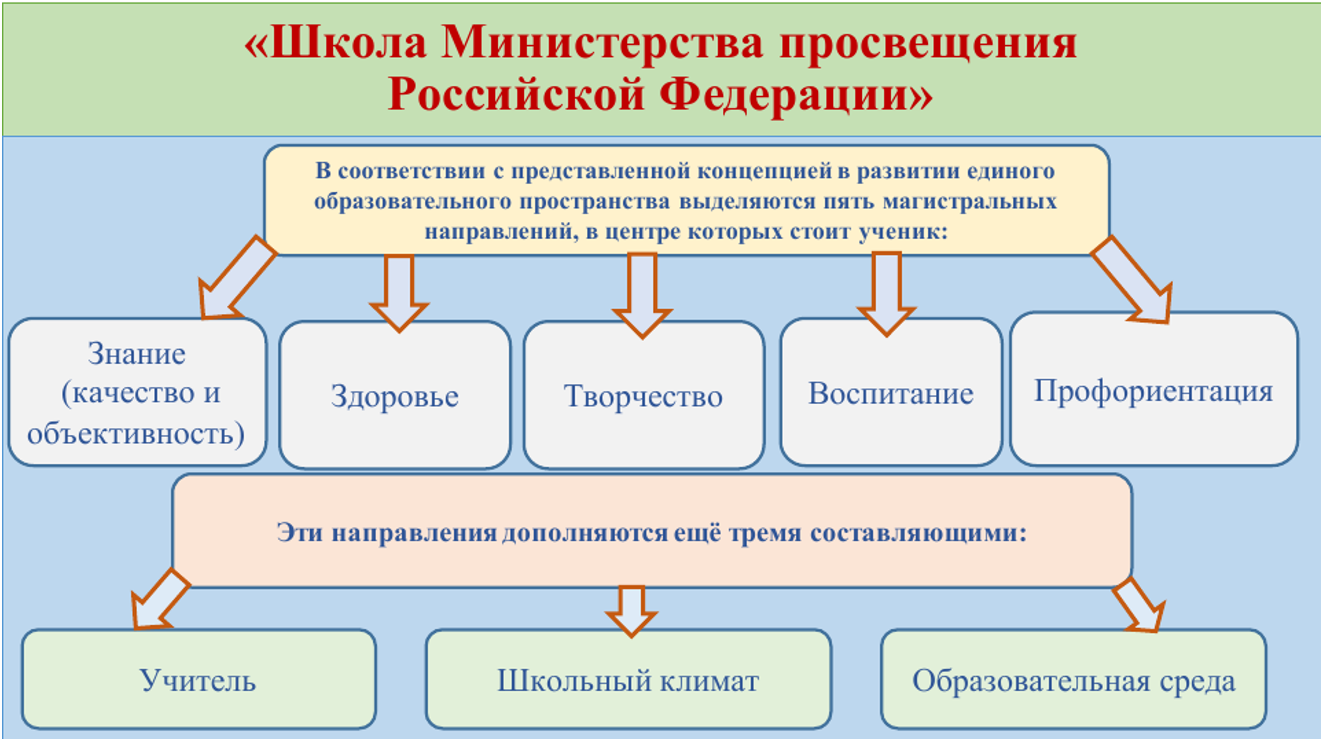 «Школа Министерства просвещения
Российской Федерации»
В соответствии с представленной концепцией в развитии единого
образовательного пространства выделяются пять магистральных
направлений, в центре которых стоит ученик:
Знание
(качество и
объективность)
Здоровье
Творчество
Воспитание
Профориентация
Эти направления дополняются ещё тремя составляющими:
Учитель
Школьный климат
Образовательная среда